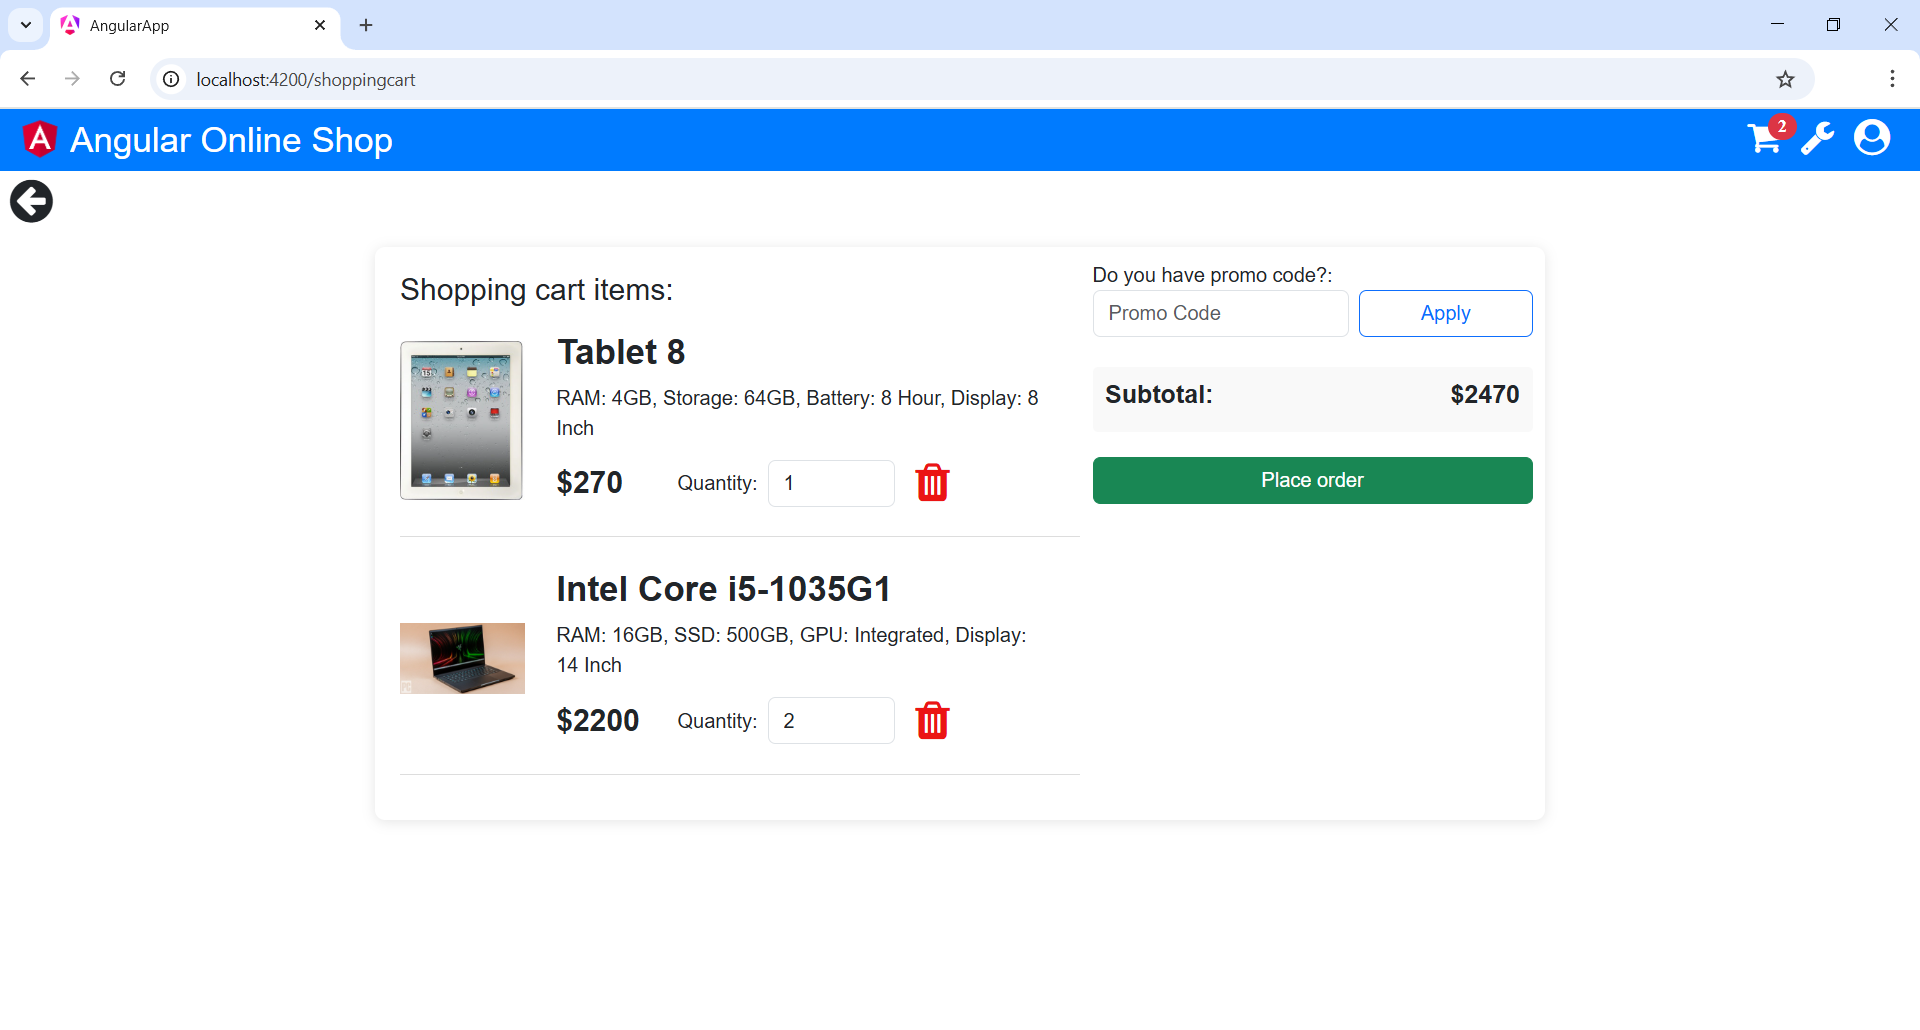 AngularApp
localhost:4200/shoppingcart
Angular Online Shop
2
Shopping cart items:
Tablet 8
RAM: 4GB, Storage: 64GB, Battery: 8 Hour, Display: 8
Inch
$270 Quantity: 1
Intel Core i5-1035G1
RAM: 16GB, SSD: 500GB, GPU: Integrated, Display:
14 Inch
$2200 Quantity: 2
Do you have promo code?:
Promo Code Apply
Subtotal: $2470
Place order